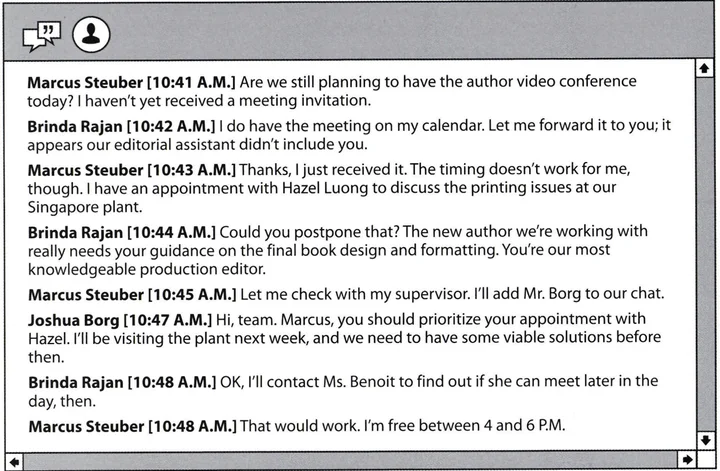 Marcus Steuber [10:41 A.M.] Are we still planning to have the author video conference
today? I haven't yet received a meeting invitation.
Brinda Rajan [10:42 A.M.] I do have the meeting on my calendar. Let me forward it to you; it
appears our editorial assistant didn't include you.
Marcus Steuber [10:43 A.M.] Thanks, I just received it. The timing doesn't work for me,
though. I have an appointment with Hazel Luong to discuss the printing issues at our
Singapore plant.
Brinda Rajan [10:44 A.M.] Could you postpone that? The new author we're working with
really needs your guidance on the final book design and formatting. You're our most
knowledgeable production editor.
Marcus Steuber [10:45 A.M.] Let me check with my supervisor. I'll add Mr. Borg to our chat.
Joshua Borg [10:47 A.M.] Hi, team. Marcus, you should prioritize your appointment with
Hazel. I'll be visiting the plant next week, and we need to have some viable solutions before
then.
Brinda Rajan [10:48 A.M.] OK, I'll contact Ms. Benoit to find out if she can meet later in the
day, then.
Marcus Steuber [10:48 A.M.] That would work. I'm free between 4 and 6 P.M.